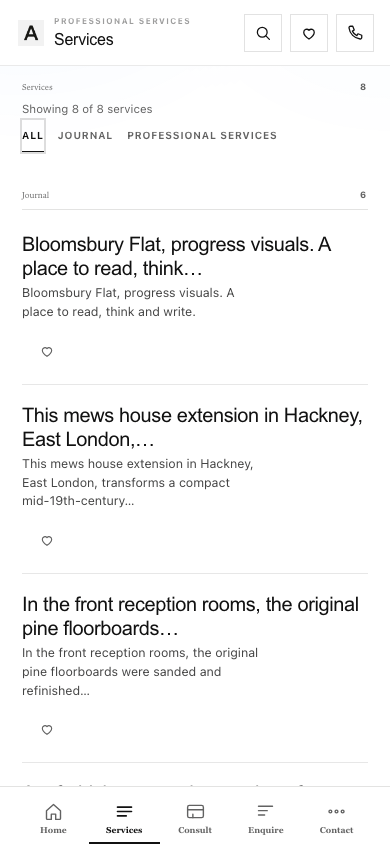 A
PROFESSIONAL SERVICES
Services
Services
8
Showing 8 of 8 services
ALL JOURNAL PROFESSIONAL SERVICES
Journal
6
Bloomsbury Flat, progress visuals. A
place to read, think…
Bloomsbury Flat, progress visuals. A
place to read, think and write.
This mews house extension in Hackney,
East London,…
This mews house extension in Hackney,
East London, transforms a compact
mid-19th-century...
In the front reception rooms, the original
pine floorboards…
In the front reception rooms, the original
pine floorboards were sanded and
refinished...
Home Services Consult Enquire Contact